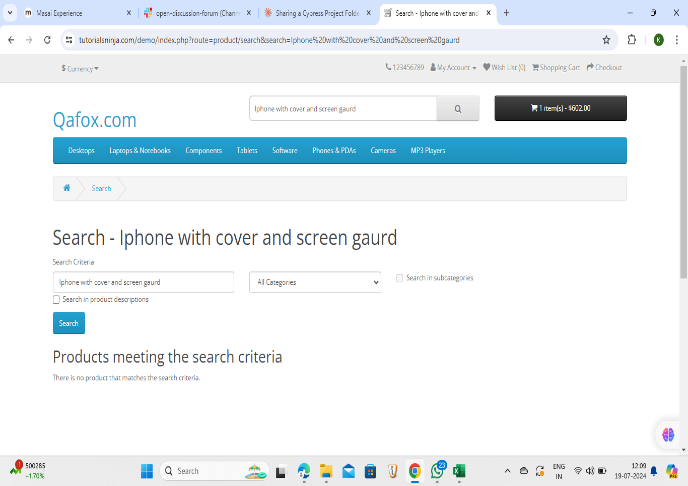 Masai Experience
open-discussion-forum (Chann
Sharing a Cypress Project Folde
Search - Iphone with cover and
tutorialsninja.com/demo/index.php?route=product/search&search=Iphone%20with%20cover%20and%20screen%20gaurd
K
$ Currency
123456789 My Account Wish List (0) Shopping Cart Checkout
Qafox.com
Iphone with cover and screen gaurd
1 item(s) - $602.00
Desktops Laptops & Notebooks Components Tablets Software Phones & PDAs Cameras MP3 Players
Search
Search - Iphone with cover and screen gaurd
Search Criteria
Iphone with cover and screen gaurd
All Categories
Search in subcategories
Search in product descriptions
Search
Products meeting the search criteria
There is no product that matches the search criteria.
500285
-1.70%
Search
23
ENG
IN
12:09
19-07-2024